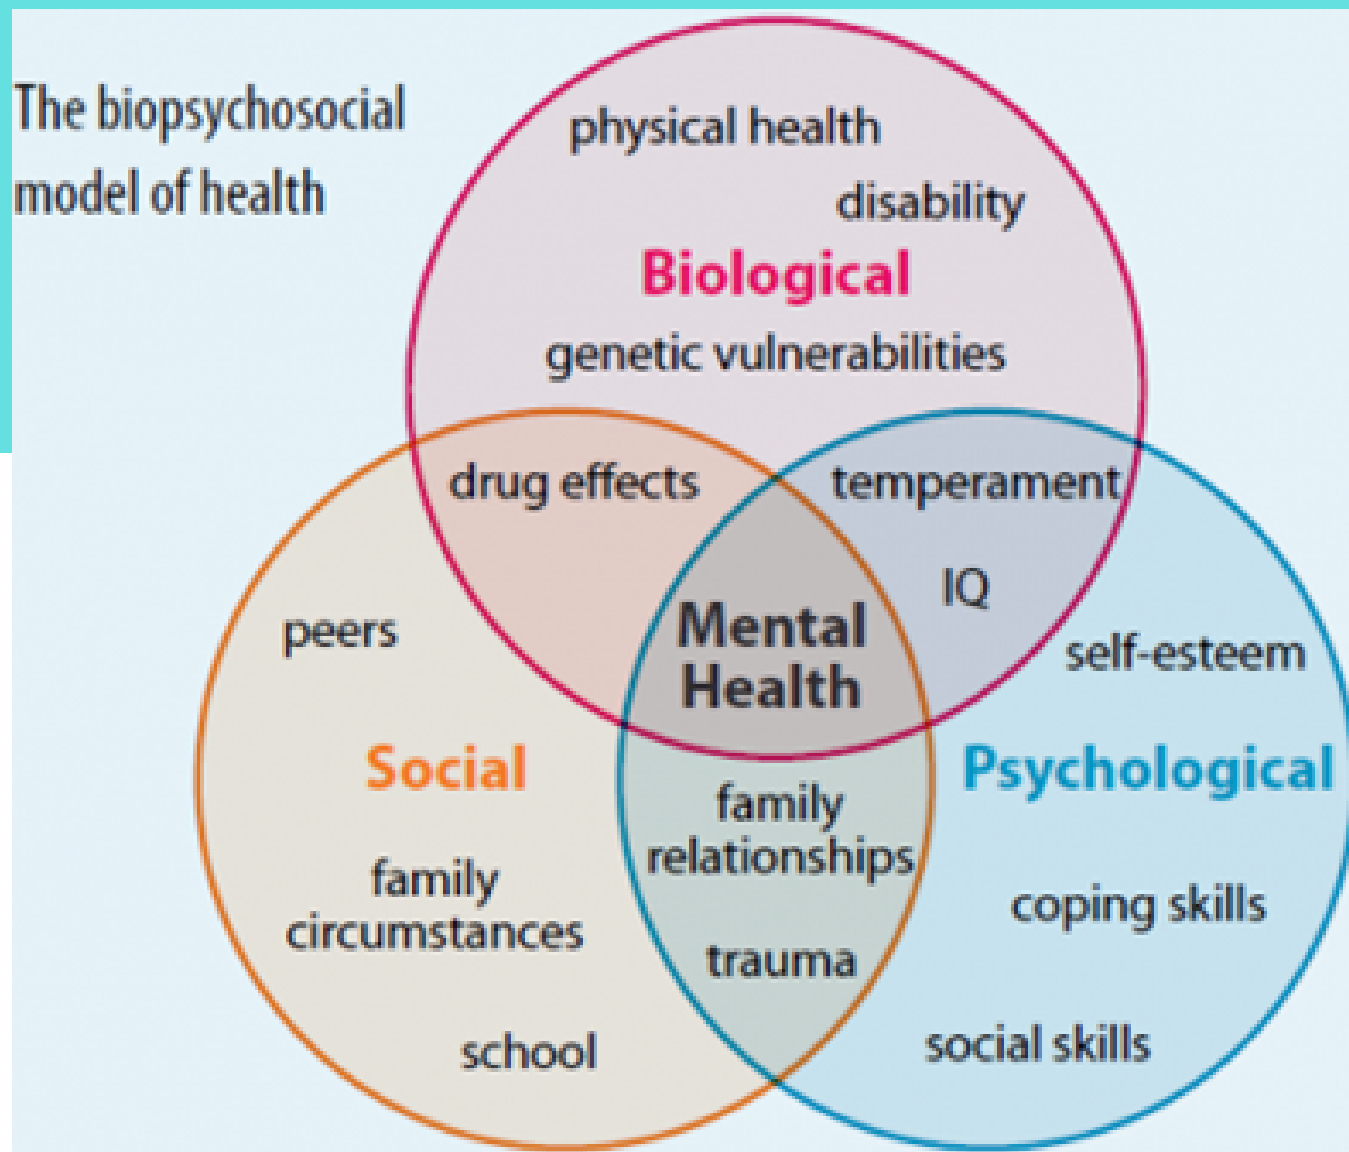 The biopsychosocial
model of health
physical health
disability
Biological
genetic vulnerabilities
drug effects
temperament
IQ
Mental
Health
peers
self-esteem
Social
Psychological
family
relationships
family
circumstances
coping skills
trauma
school
social skills